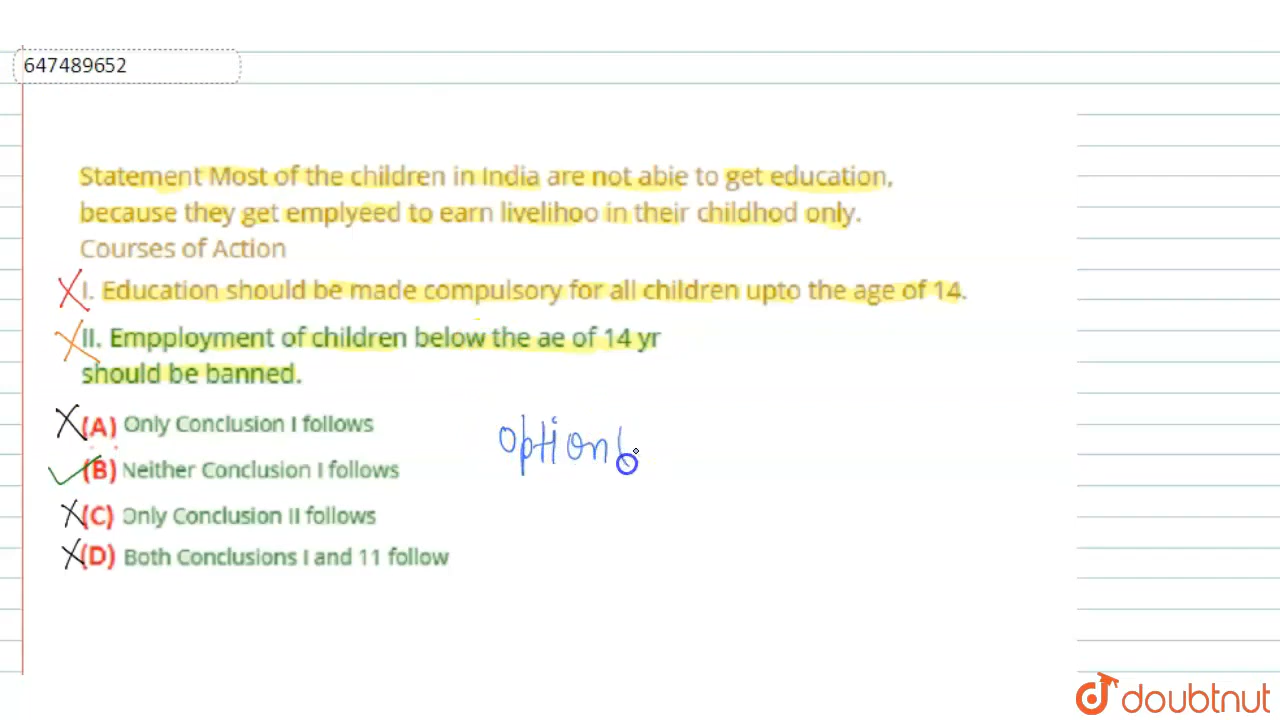 647489652
Statement Most of the children in India are not abie to get education,
because they get emplyeed to earn livelihoo in their childhod only.
Courses of Action
I. Education should be made compulsory for all children upto the age of 14.
II. Empployment of children below the ae of 14 yr
should be banned.
(A) Only Conclusion I follows
(B) Neither Conclusion I follows
(C) Only Conclusion II follows
(D) Both Conclusions I and 11 follow
option
doubtnut